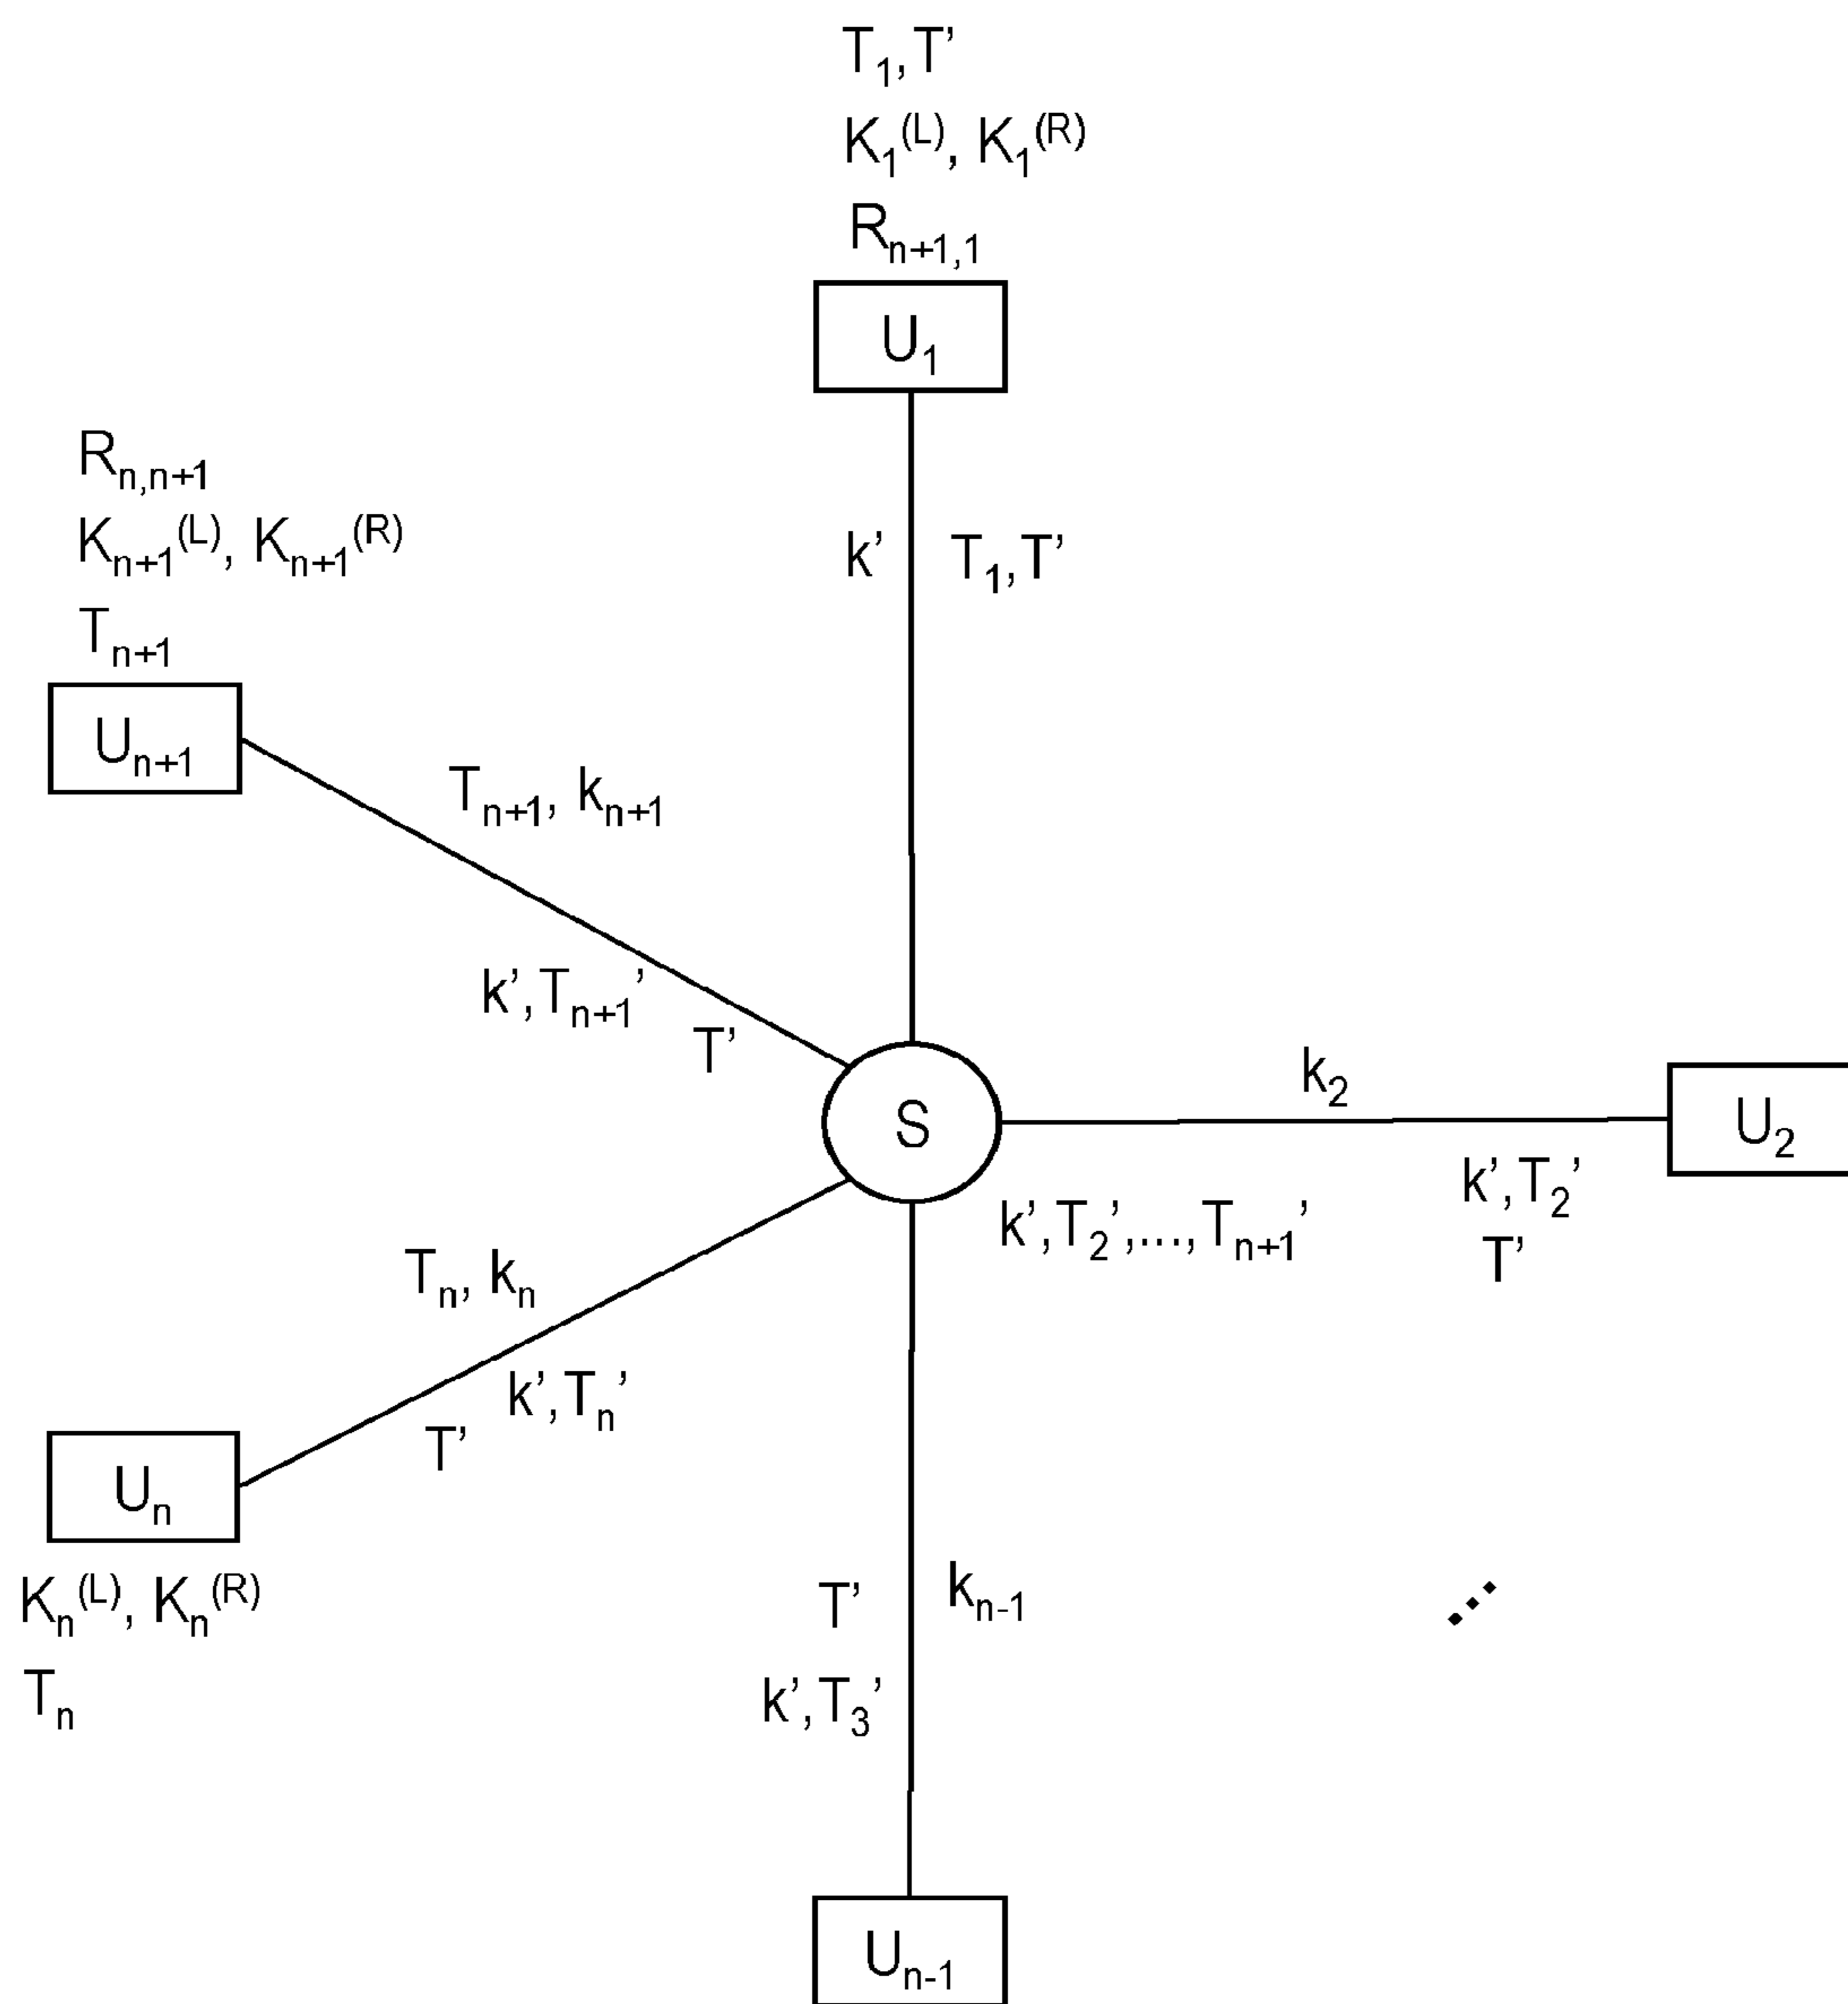 T₁,T’
K₁⁽ᴸ⁾, K₁⁽ᴿ⁾
Rₙ₊₁,₁
U₁
Rₙ,ₙ₊₁
Kₙ₊₁⁽ᴸ⁾, Kₙ₊₁⁽ᴿ⁾
Tₙ₊₁
Uₙ₊₁
k’
T₁,T’
Tₙ₊₁, kₙ₊₁
k’,Tₙ₊₁’
T’
S
k₂
U₂
k’,T₂’,...,Tₙ₊₁’
k’,T₂’
T’
Tₙ, kₙ
k’,Tₙ’
T’
Uₙ
Kₙ⁽ᴸ⁾, Kₙ⁽ᴿ⁾
Tₙ
T’
kₙ₋₁
k’,T₃’
...
Uₙ₋₁